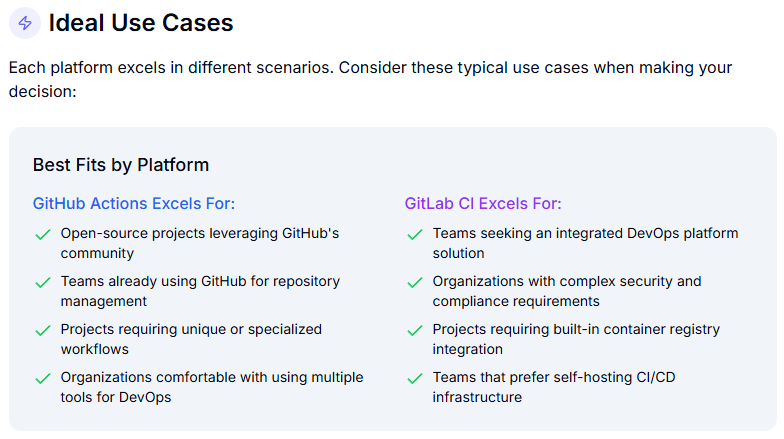 Ideal Use Cases
Each platform excels in different scenarios. Consider these typical use cases when making your
decision:
Best Fits by Platform
GitHub Actions Excels For:
Open-source projects leveraging GitHub's
community
Teams already using GitHub for repository
management
Projects requiring unique or specialized
workflows
Organizations comfortable with using multiple
tools for DevOps
GitLab CI Excels For:
Teams seeking an integrated DevOps platform
solution
Organizations with complex security and
compliance requirements
Projects requiring built-in container registry
integration
Teams that prefer self-hosting CI/CD
infrastructure